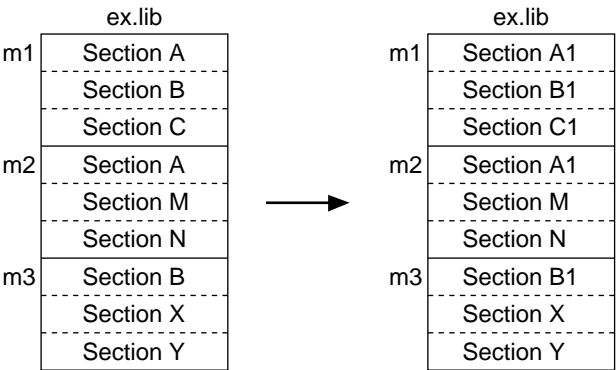 ex.lib ex.lib
m1 Section A m1 Section A1
Section B Section B1
Section C Section C1
m2 Section A m2 Section A1
Section M Section M
Section N Section N
m3 Section B m3 Section B1
Section X Section X
Section Y Section Y